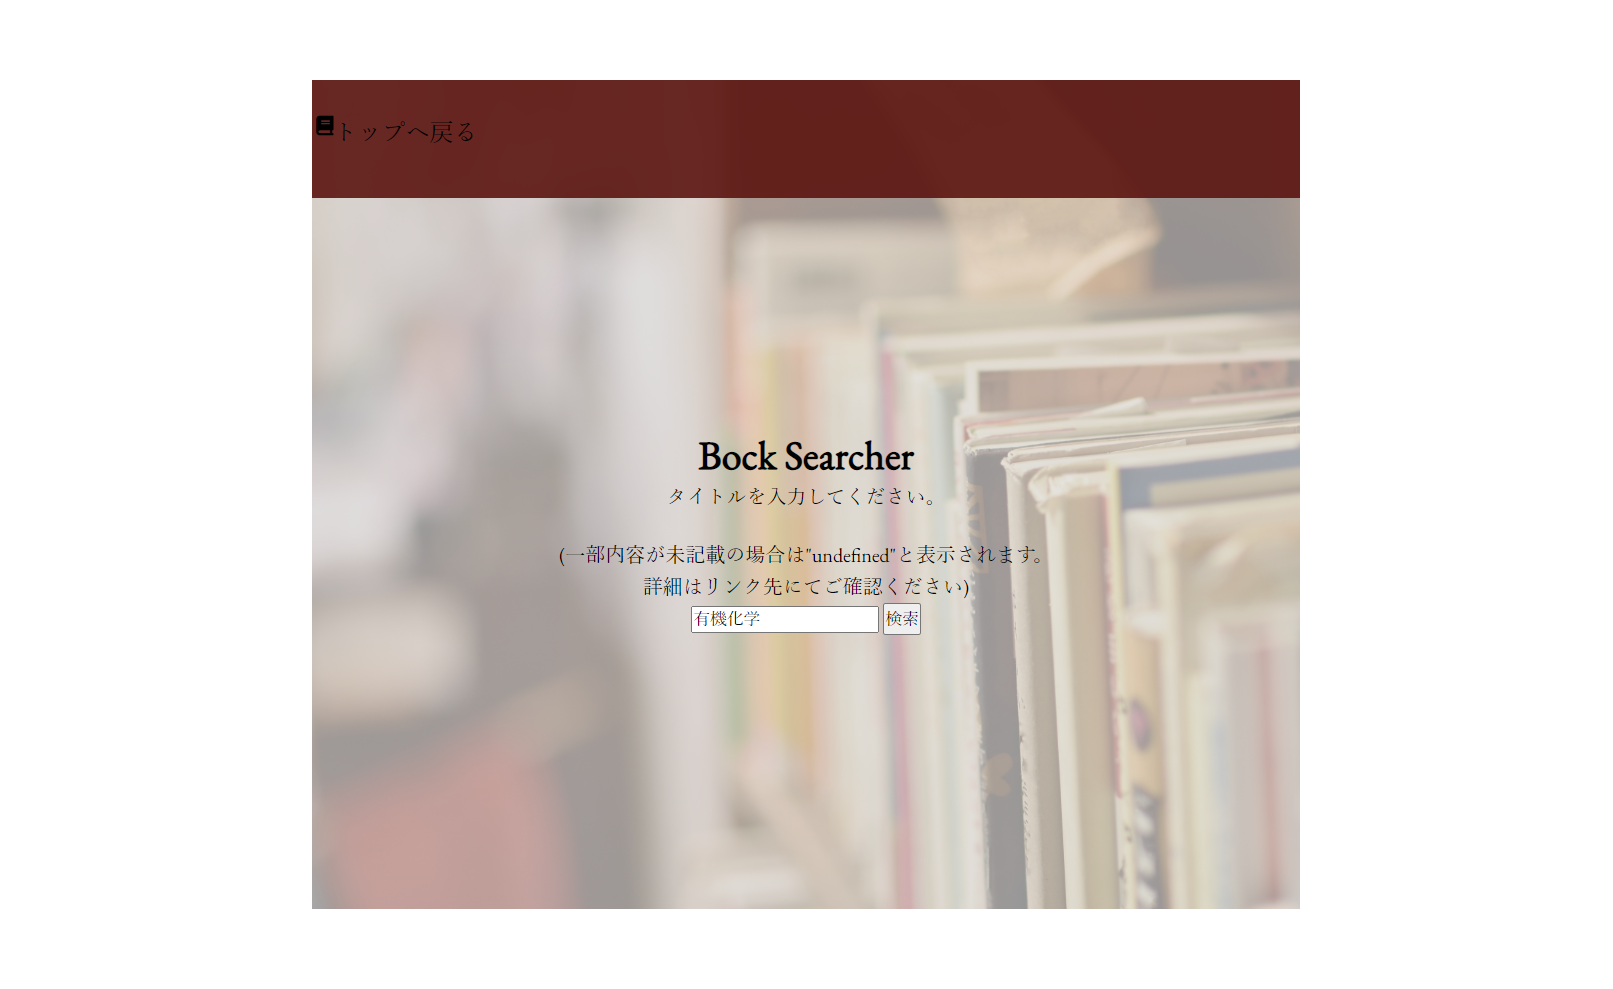 トップへ戻る
Bock Searcher
タイトルを入力してください。
(一部内容が未記載の場合は"undefined"と表示されます。
詳細はリンク先にてご確認ください)
有機化学 検索